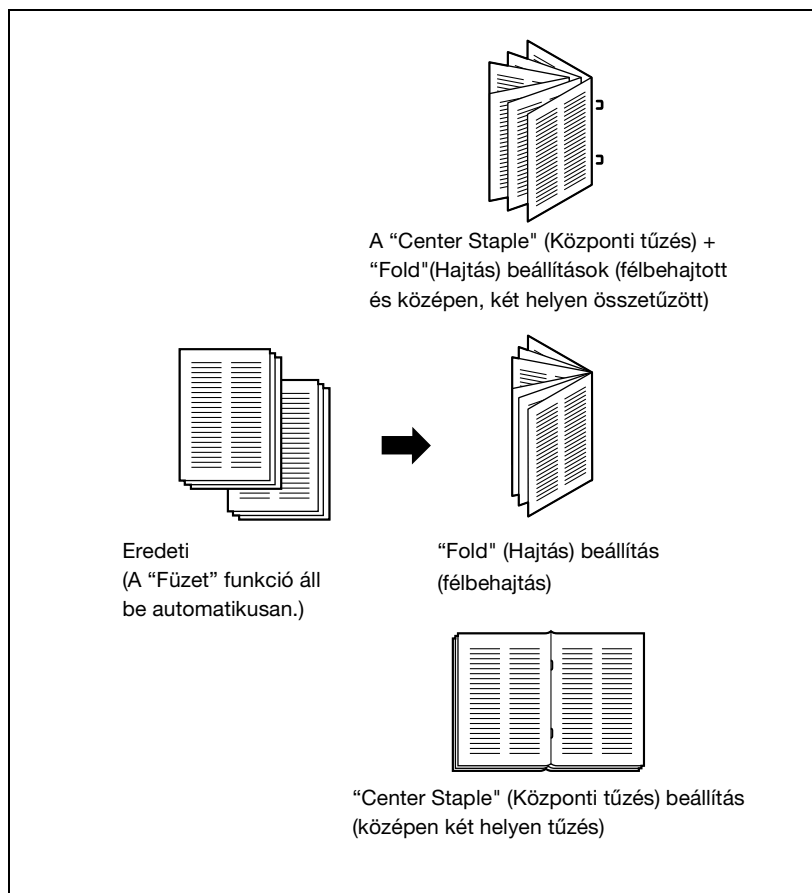 A “Center Staple" (Központi tűzés) +
“Fold"(Hajtás) beállítások (félbehajtott
és középen, két helyen összetűzött)
Eredeti
(A “Füzet” funkció áll
be automatikusan.)
“Fold" (Hajtás) beállítás
(félbehajtás)
“Center Staple" (Központi tűzés) beállítás
(középen két helyen tűzés)